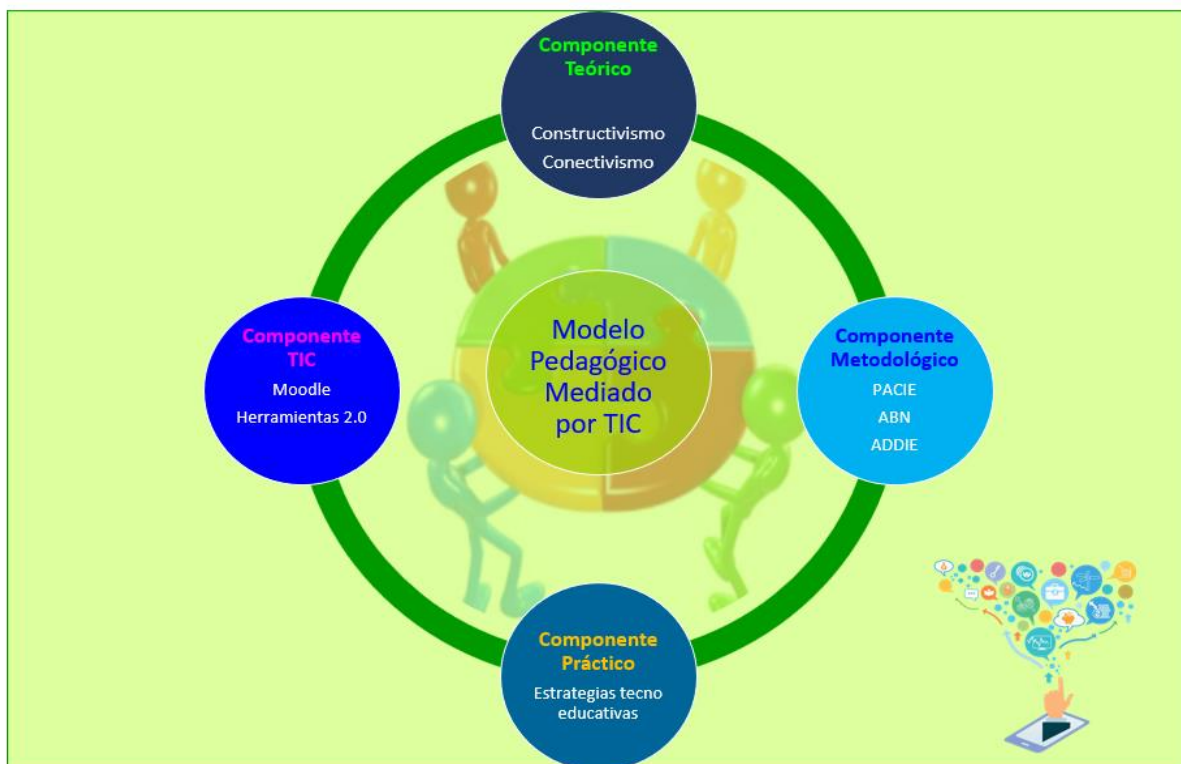 Componente
Teórico
Constructivismo
Conectivismo
Componente
TIC
Moodle
Herramientas 2.0
Modelo
Pedagógico
Mediado
por TIC
Componente
Metodológico
PACIE
ABN
ADDIE
Componente
Práctico
Estrategias tecno
educativas